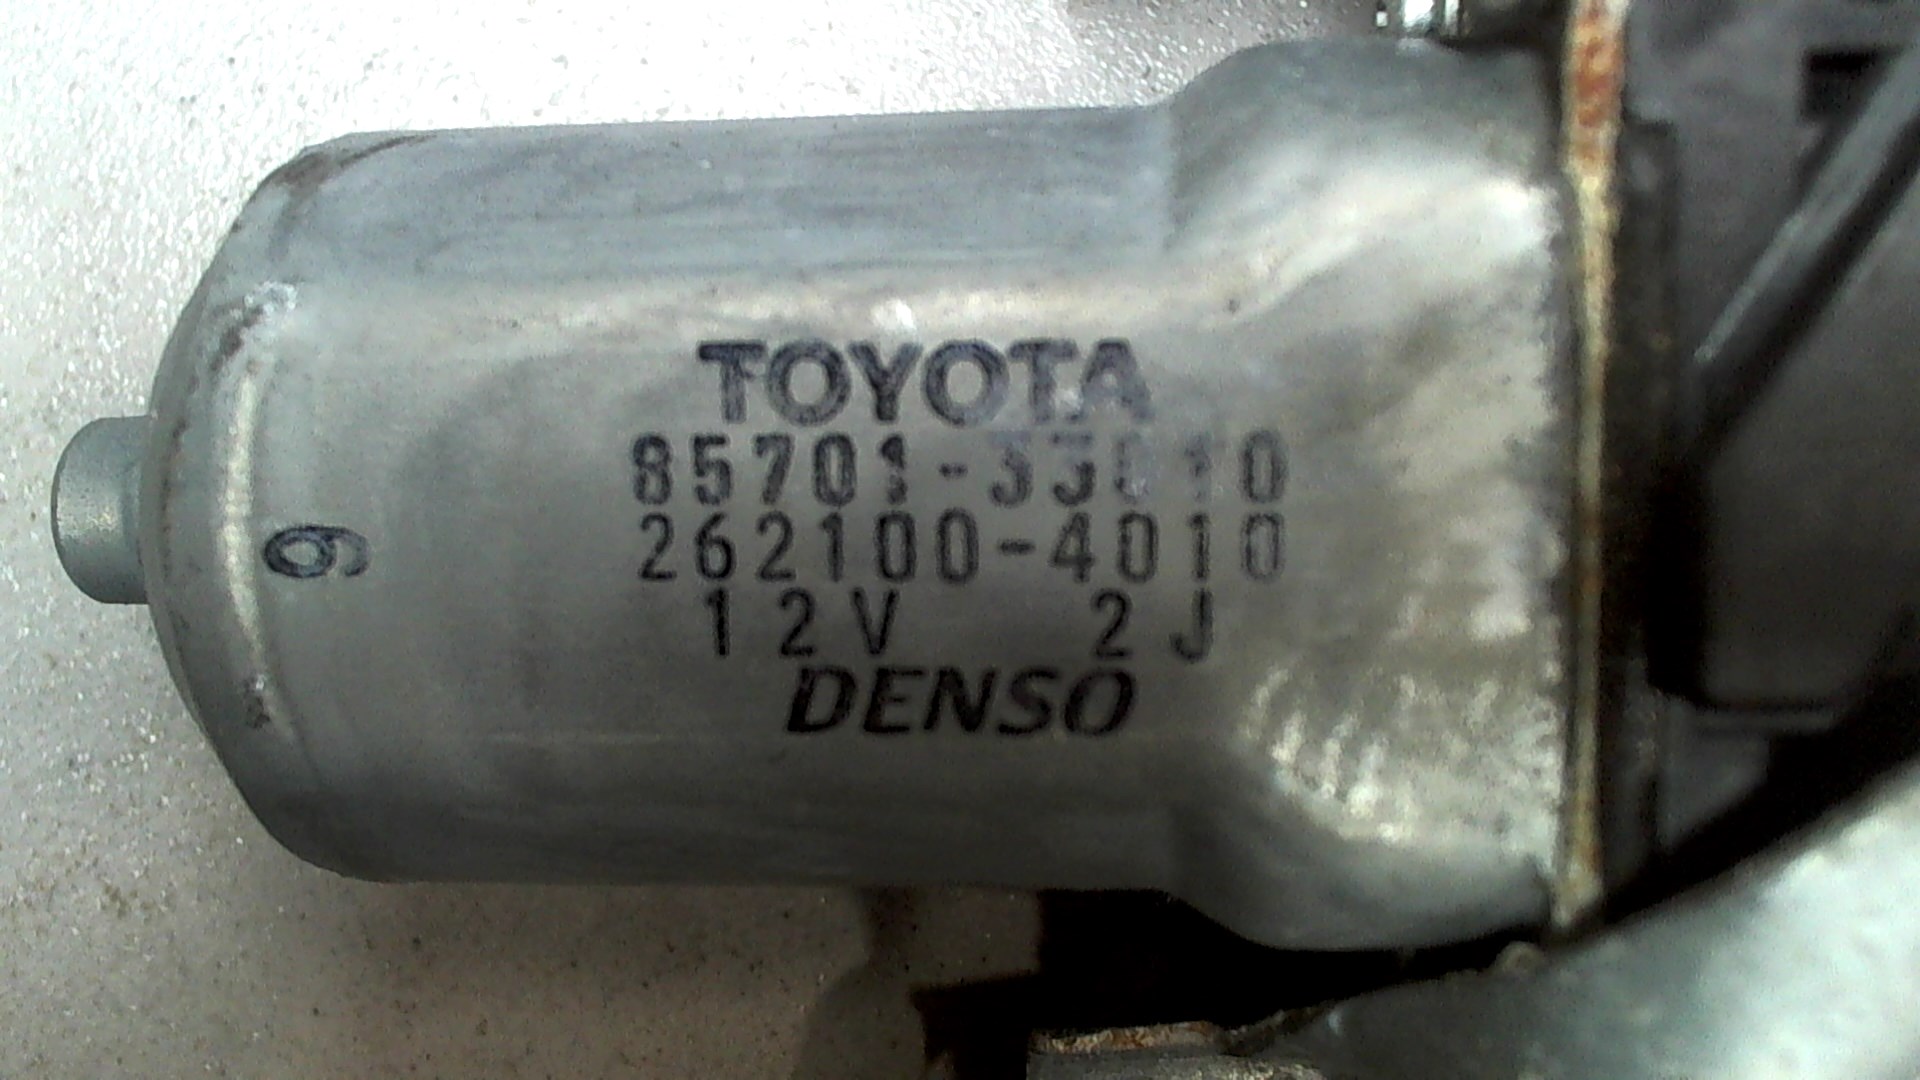 TOYOTA
85701-33010
262100-4010
12V 2J
DENSO
9